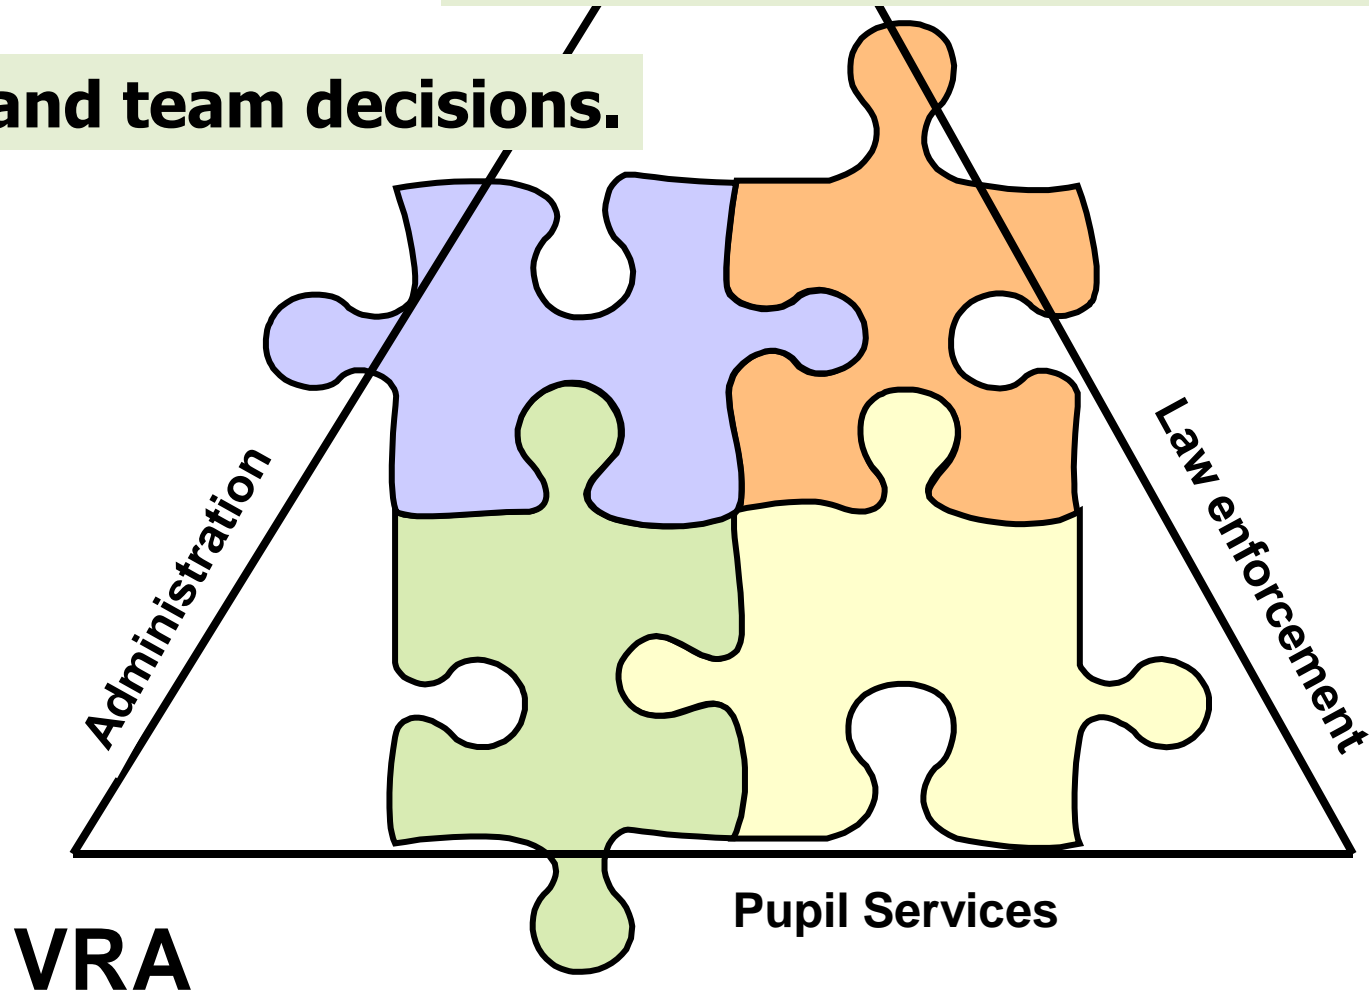 and team decisions.
Administration
Law enforcement
Pupil Services
VRA